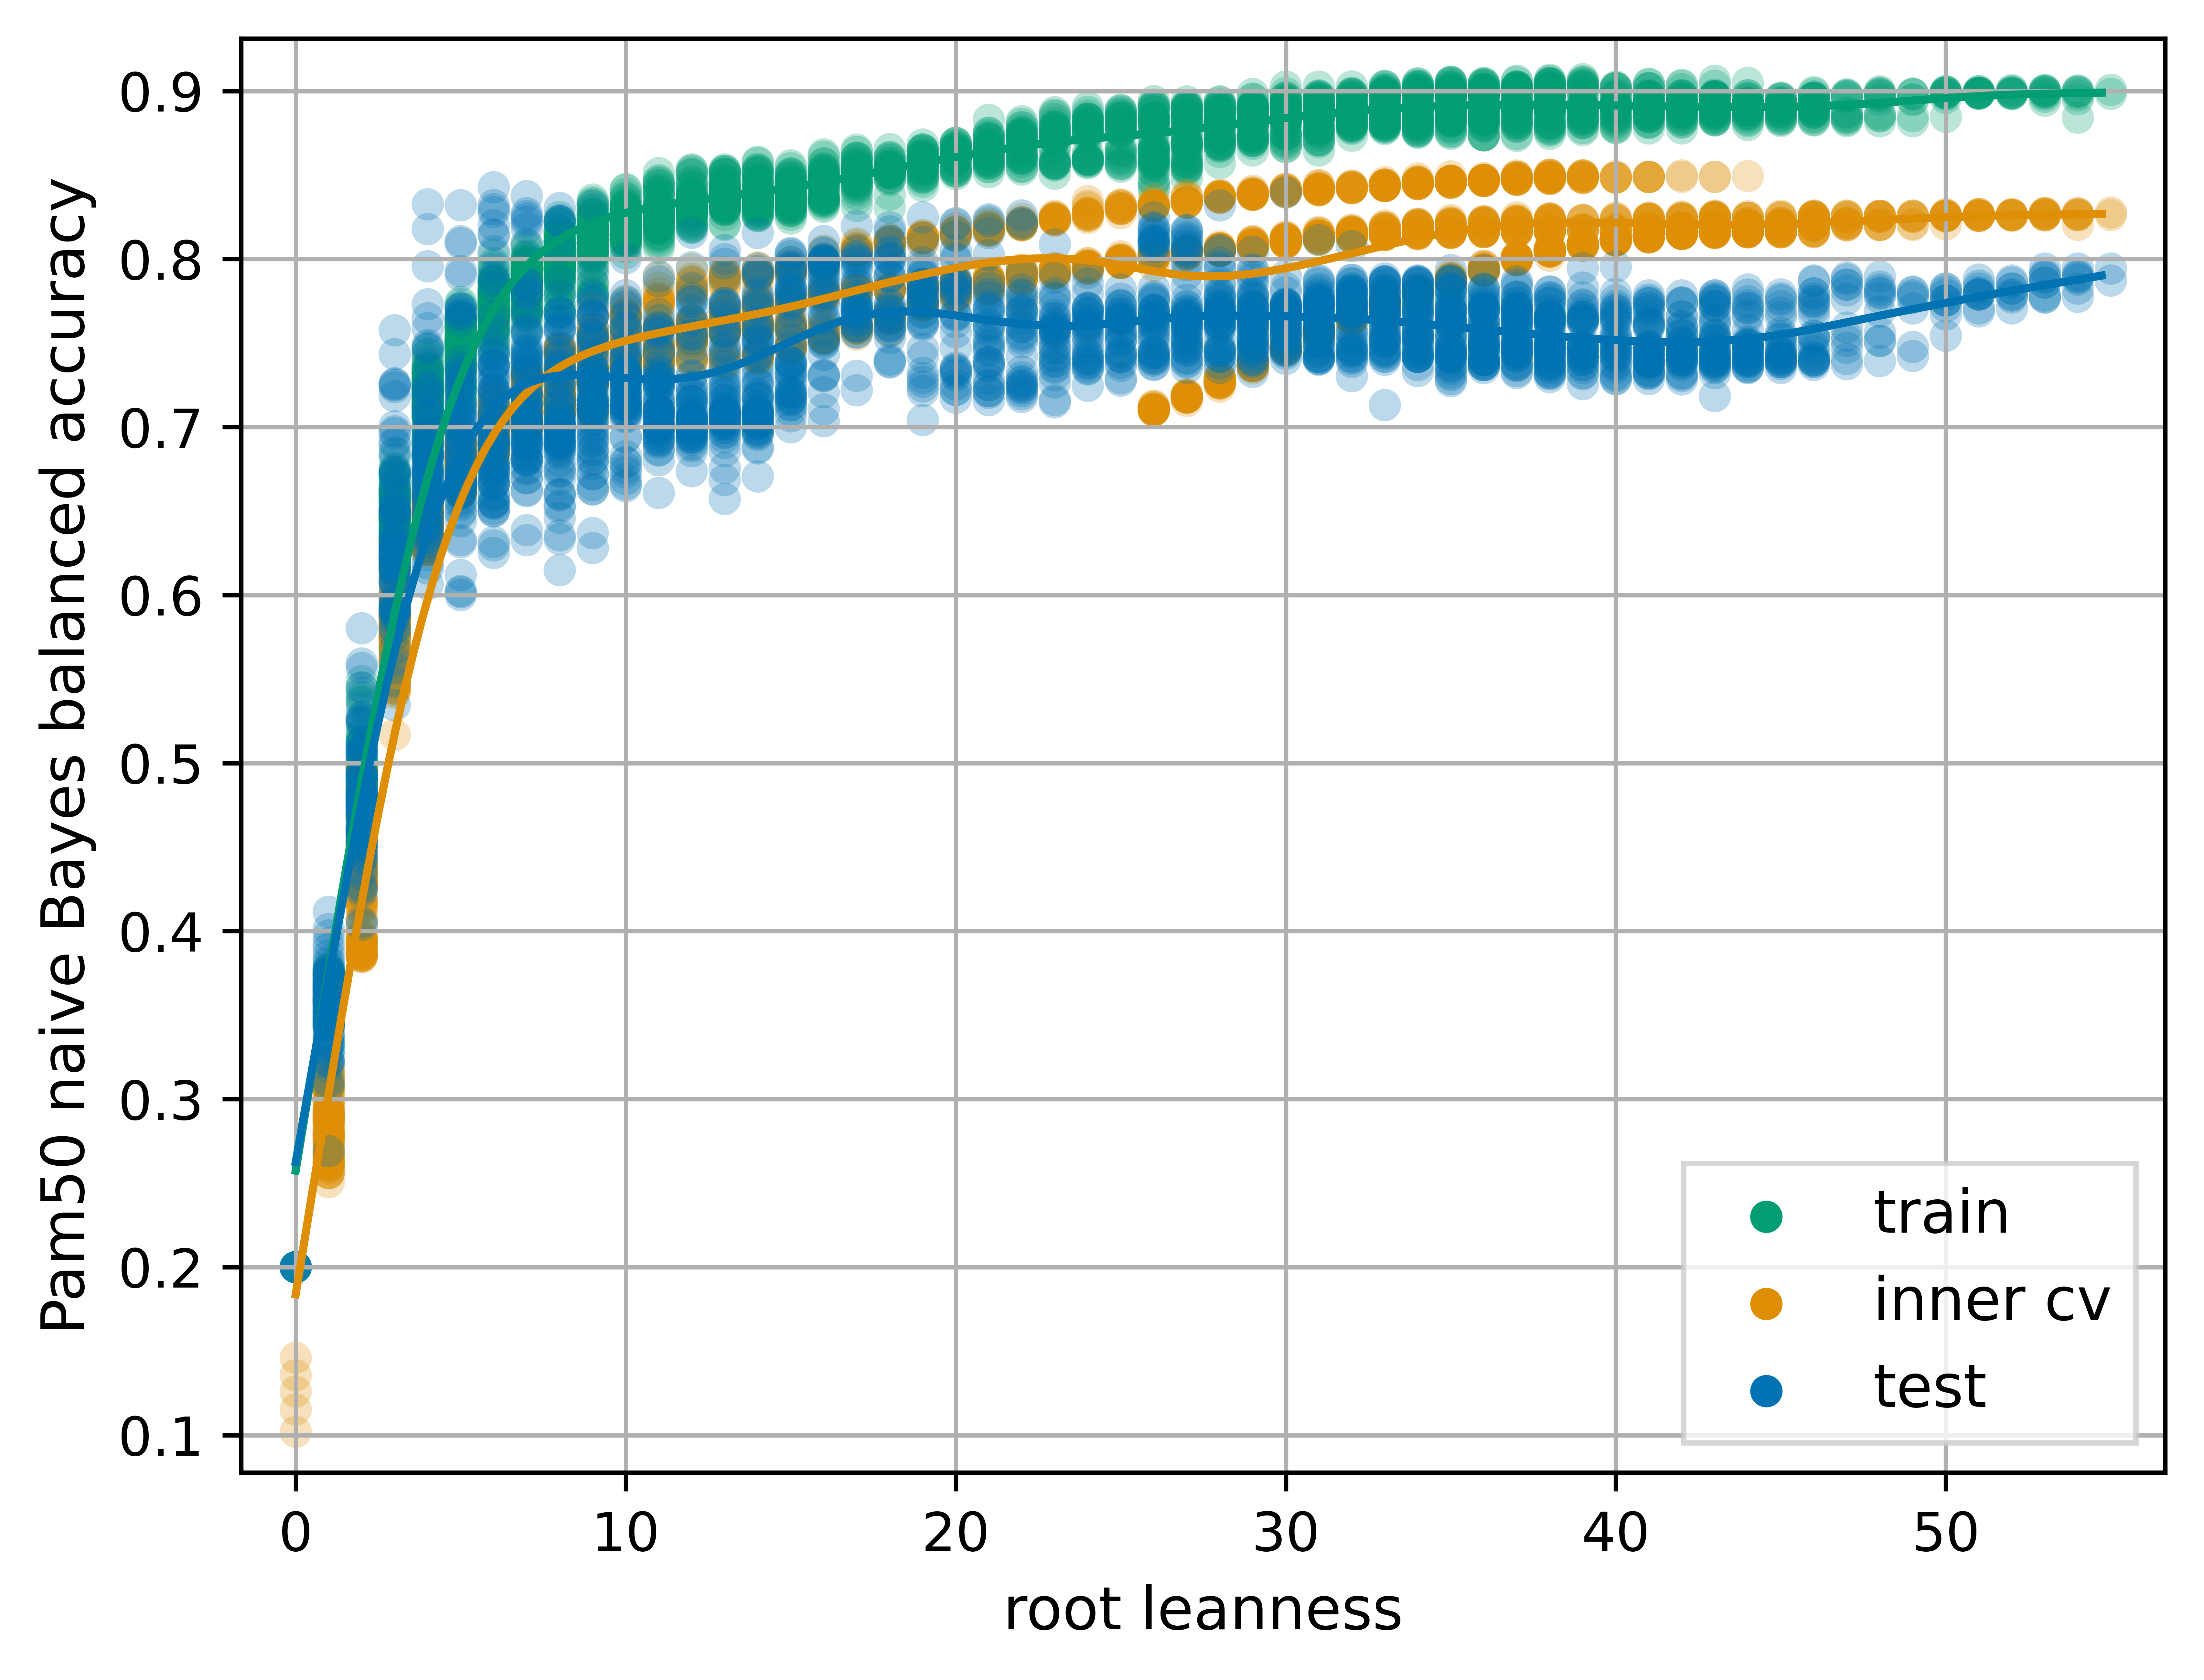 Pam50 naive Bayes balanced accuracy
0.9
0.8
0.7
0.6
0.5
0.4
0.3
0.2
0.1
0 10 20 30 40 50
root leanness
train
inner cv
test